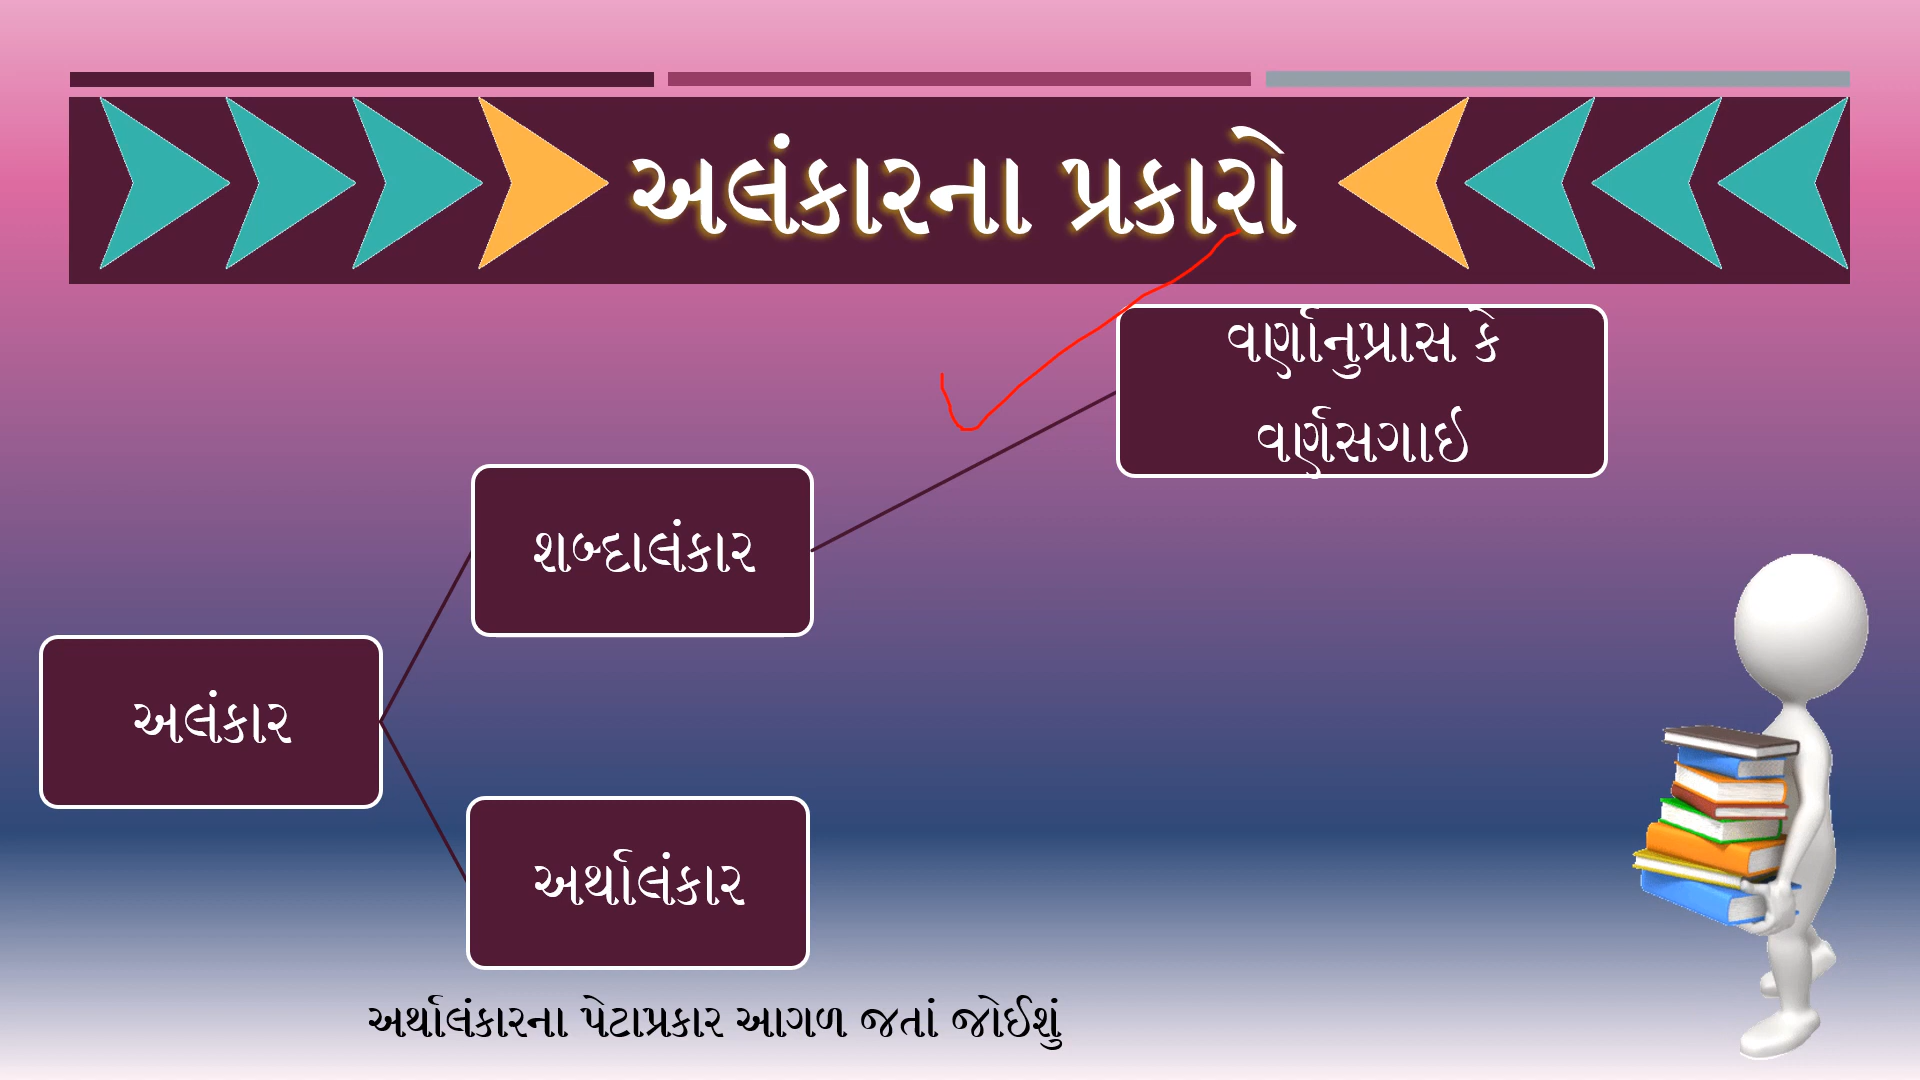 અલંકારના પ્રકારો
વર્ણાનુપ્રાસ કે
વર્ણસગાઇ
શબ્દાલંકાર
અલંકાર
અર્થાલંકાર
અર્થાલંકારના પેટાપ્રકાર આગળ જતાં જોઈશું